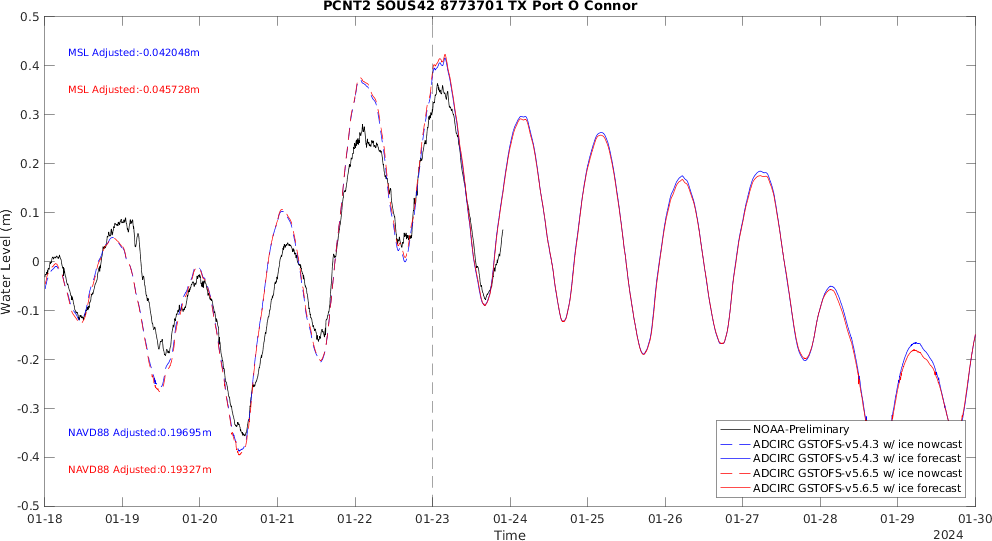 PCNT2 SOUS42 8773701 TX Port O Connor
0.5
0.4
0.3
0.2
0.1
0
-0.1
-0.2
-0.3
-0.4
-0.5
Water Level (m)
MSL Adjusted:-0.042048m
MSL Adjusted:-0.045728m
NAVD88 Adjusted:0.19695m
NAVD88 Adjusted:0.19327m
NOAA-Preliminary
ADCIRC GSTOFS-v5.4.3 w/ ice nowcast
ADCIRC GSTOFS-v5.4.3 w/ ice forecast
ADCIRC GSTOFS-v5.6.5 w/ ice nowcast
ADCIRC GSTOFS-v5.6.5 w/ ice forecast
01-18 01-19 01-20 01-21 01-22 01-23 01-24 01-25 01-26 01-27 01-28 01-29 01-30
Time
2024